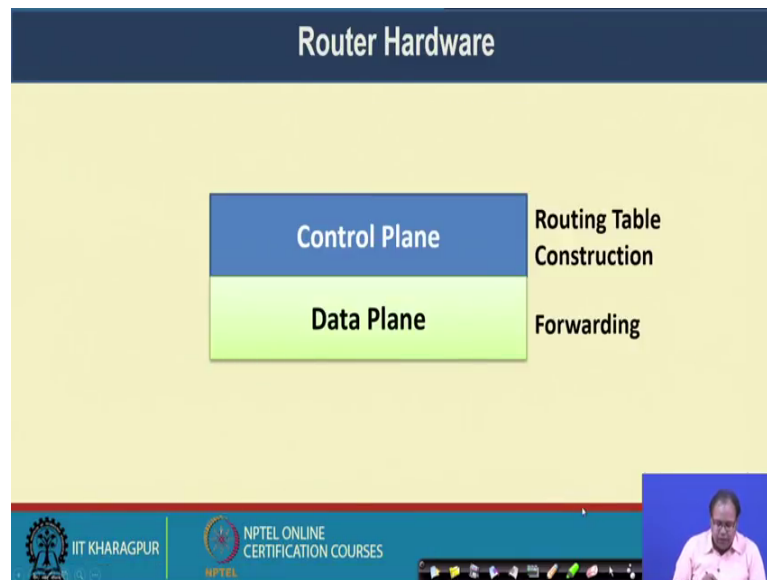 Router Hardware
Control Plane
Routing Table
Construction
Data Plane
Forwarding
IIT KHARAGPUR
NPTEL
NPTEL ONLINE
CERTIFICATION COURSES